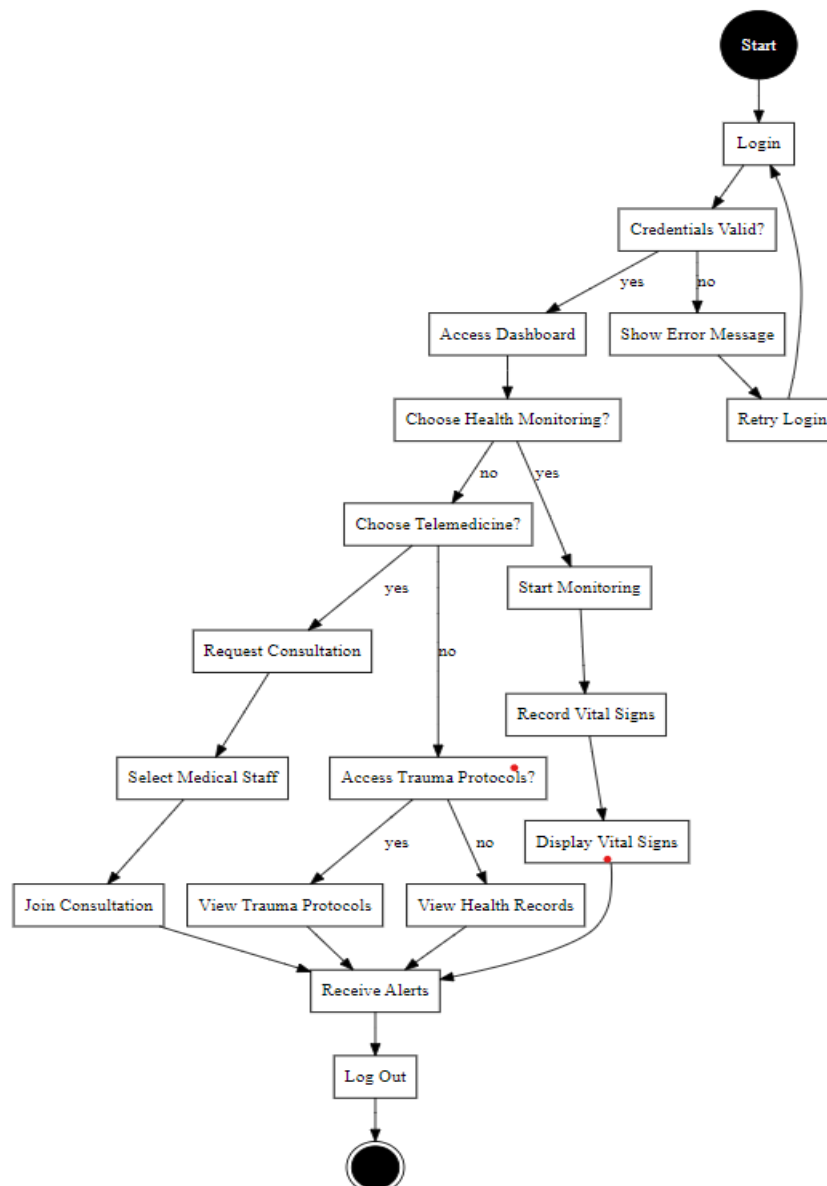 Start
Login
Credentials Valid?
yes
no
Access Dashboard
Show Error Message
Choose Health Monitoring?
Retry Login
no
yes
Choose Telemedicine?
Start Monitoring
yes
Request Consultation
no
Record Vital Signs
Select Medical Staff
Access Trauma Protocols?
Display Vital Signs
yes
no
Join Consultation
View Trauma Protocols
View Health Records
Receive Alerts
Log Out